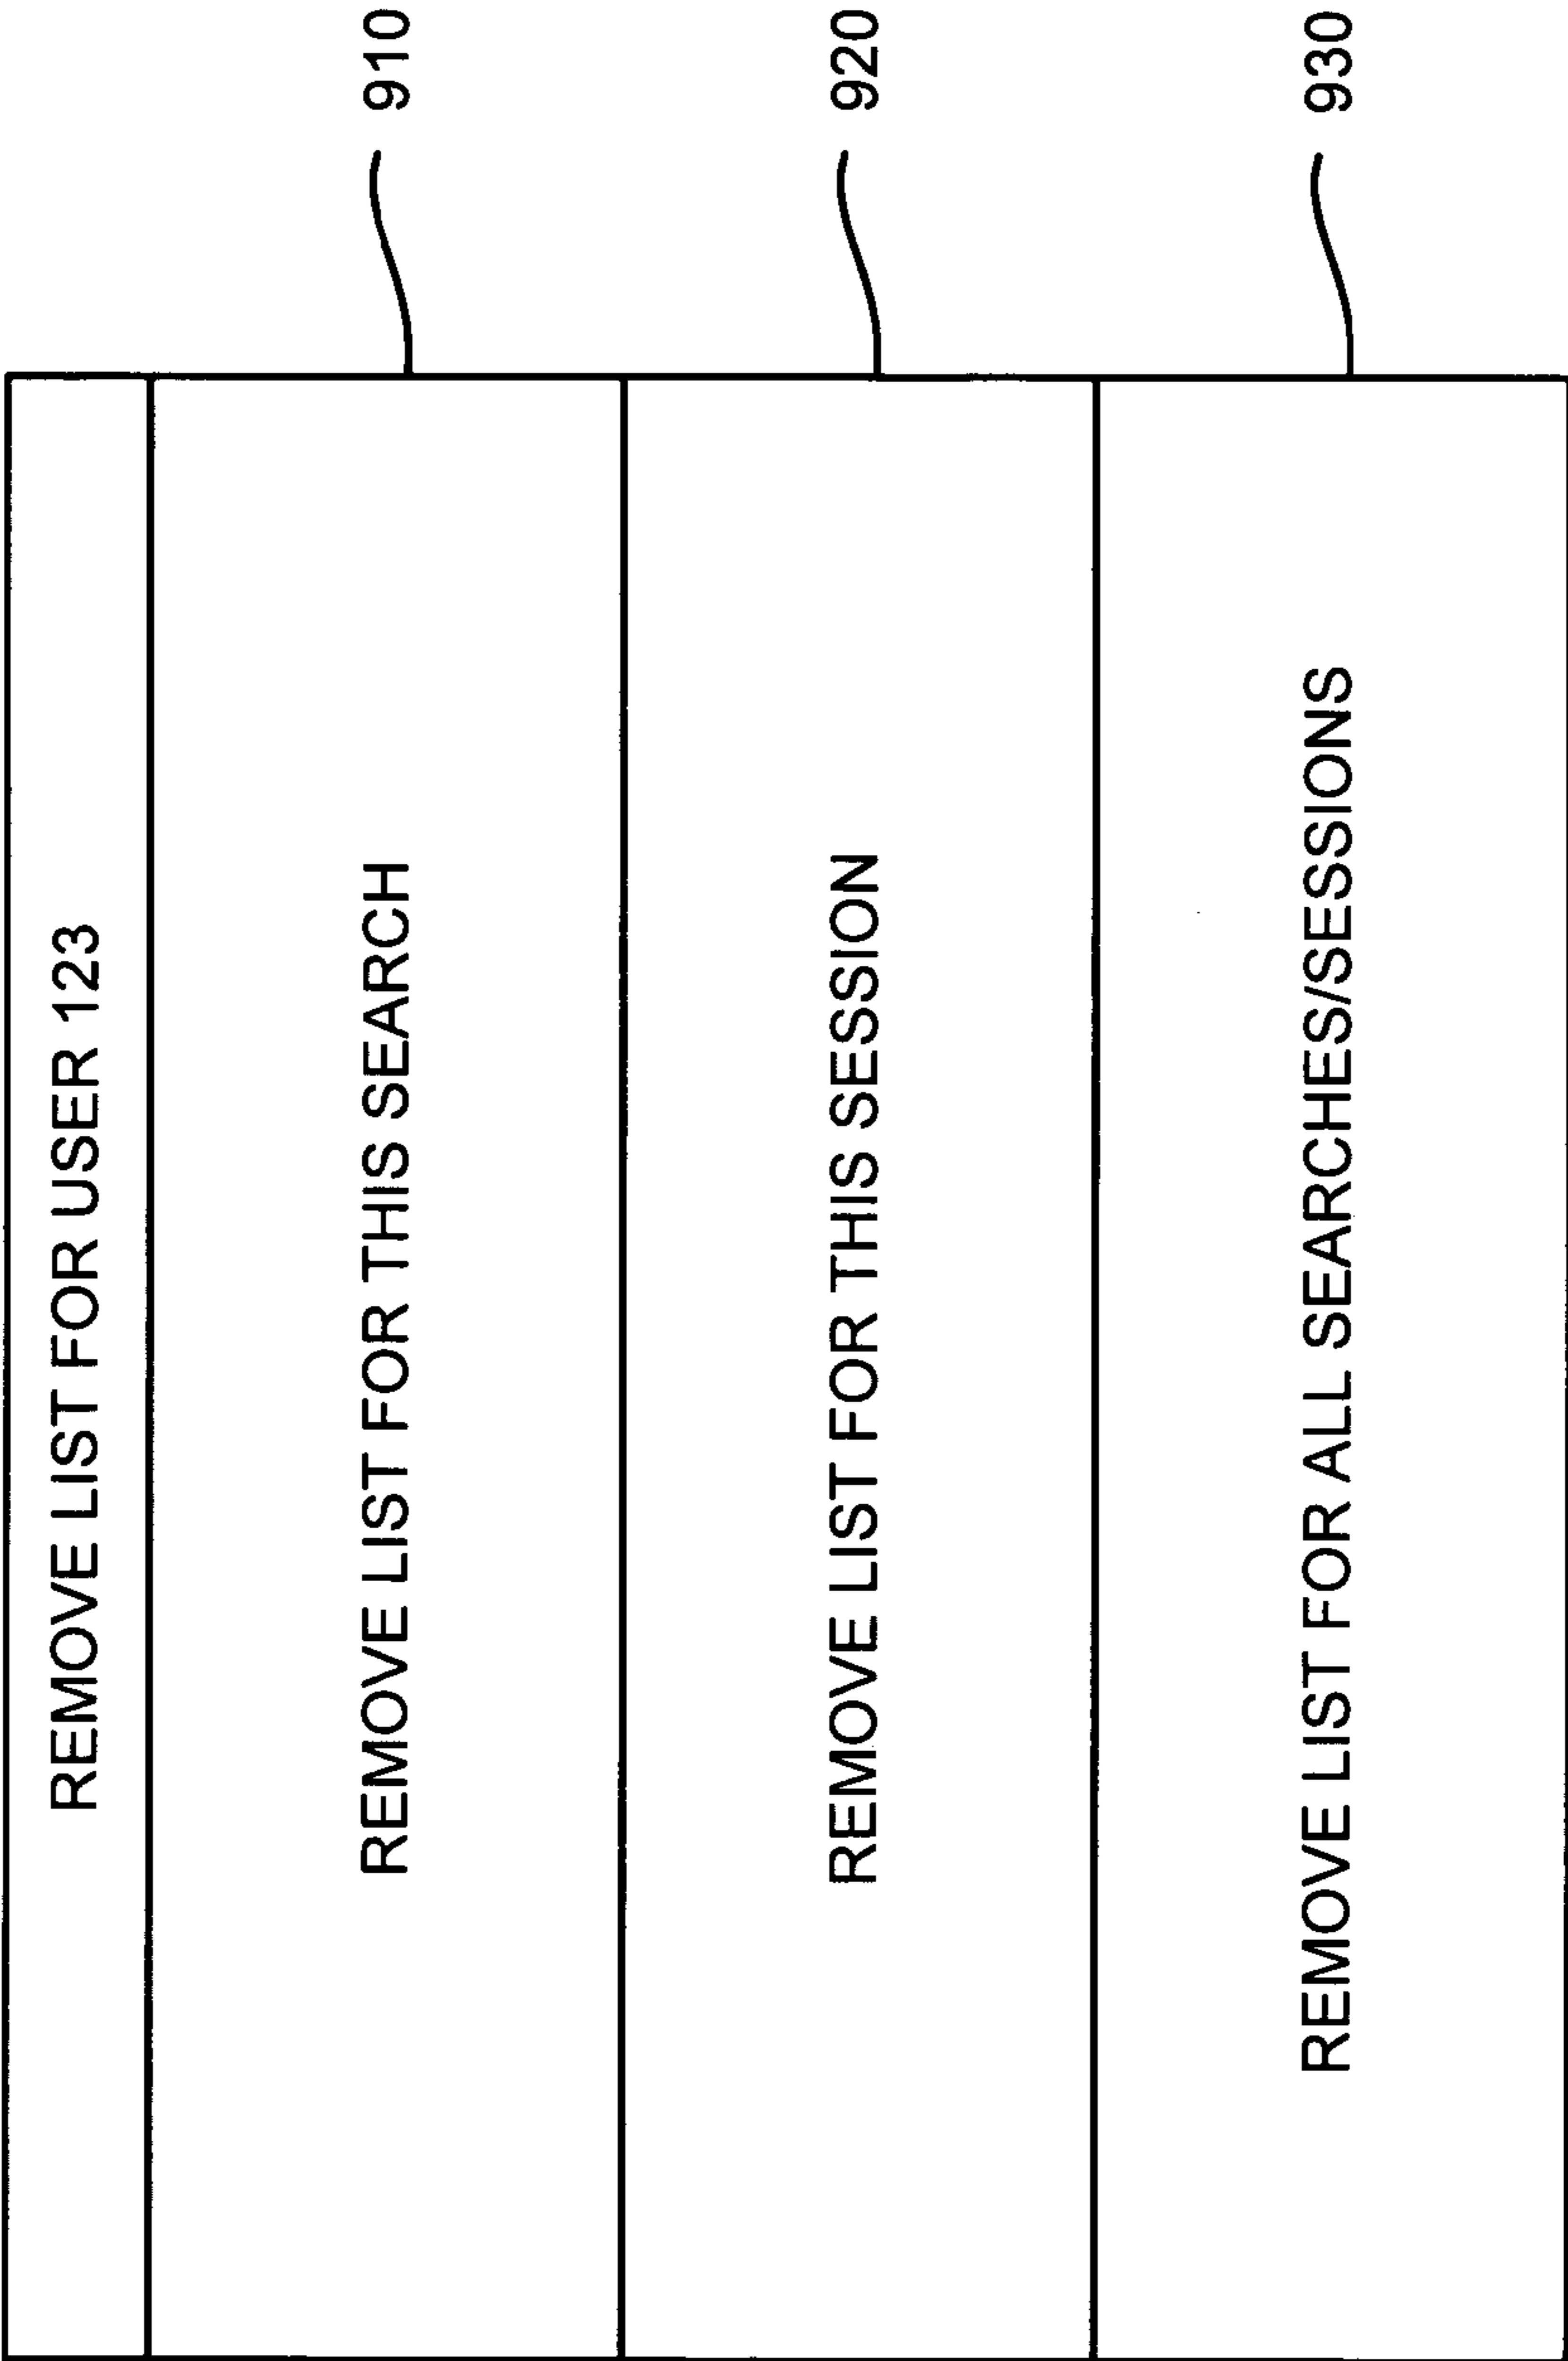 REMOVE LIST FOR USER 123
REMOVE LIST FOR THIS SEARCH
910
REMOVE LIST FOR THIS SESSION
920
REMOVE LIST FOR ALL SEARCHES/SESSIONS
930